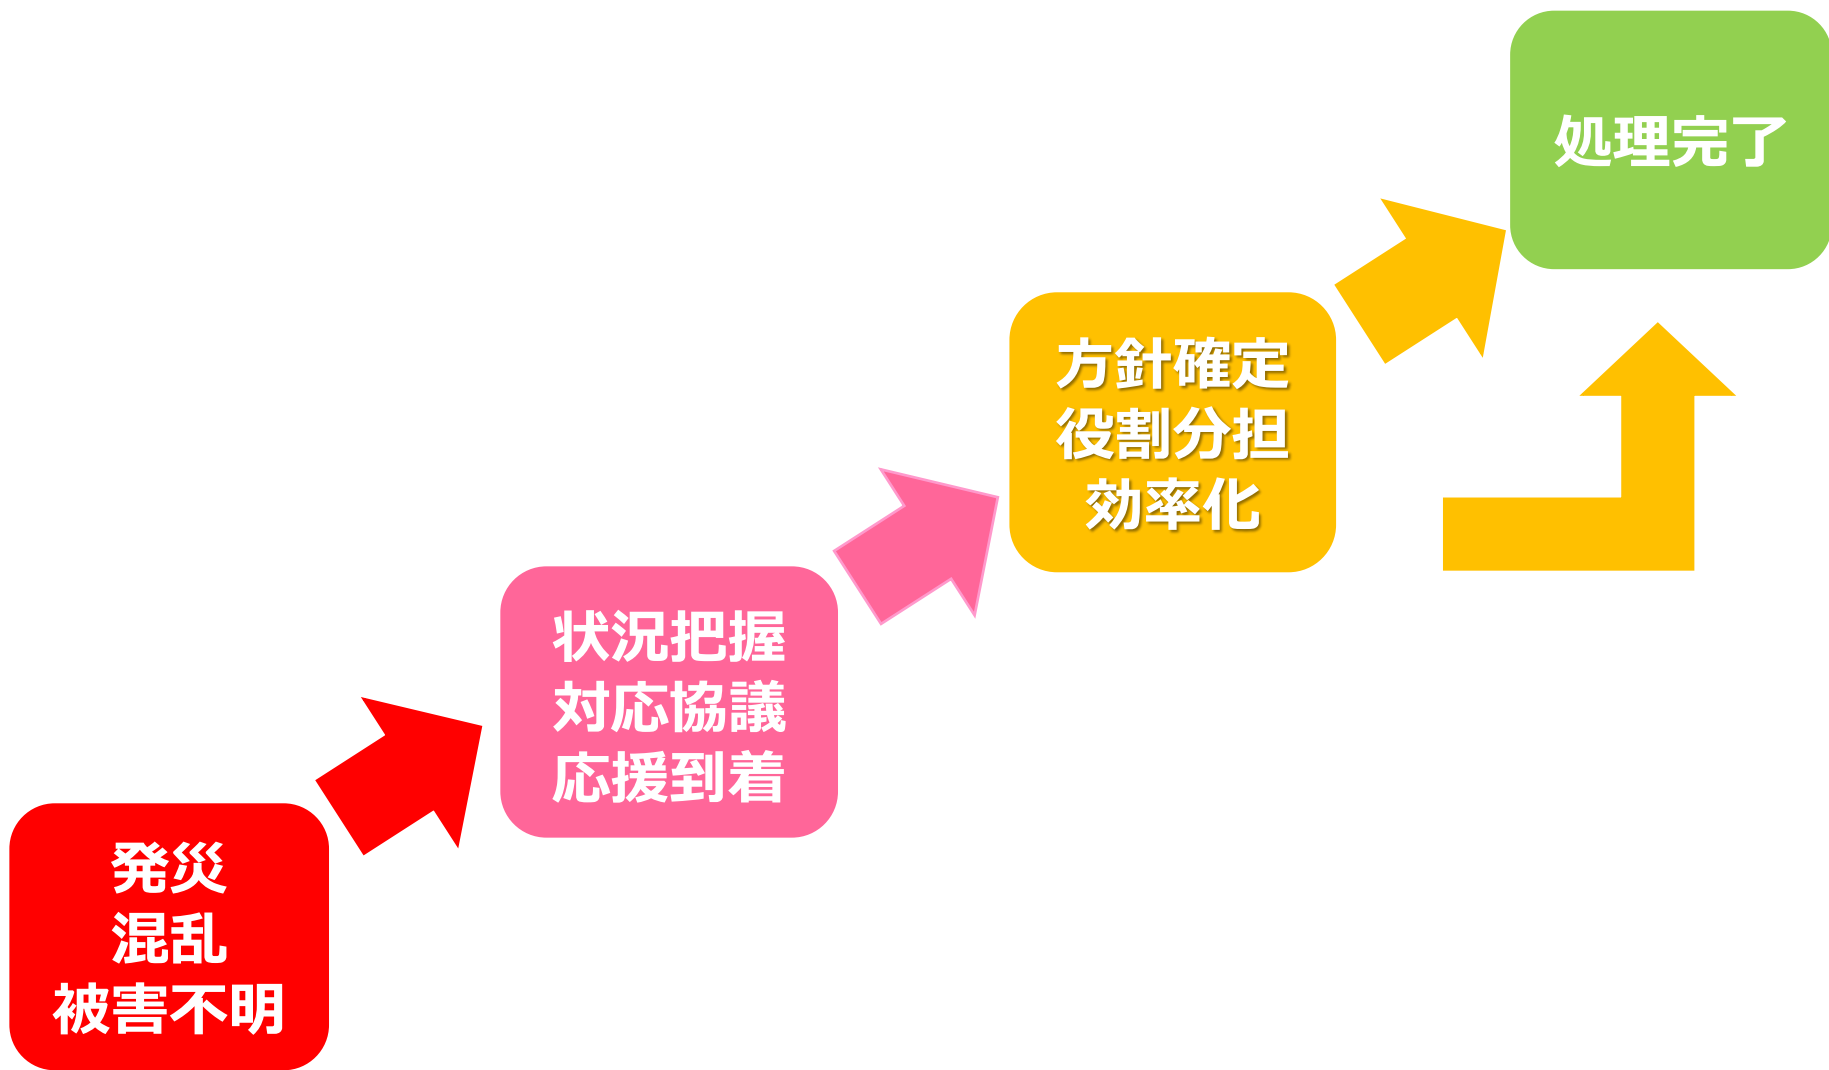 処理完了
方針確定
役割分担
効率化
状況把握
対応協議
応援到着
発災
混乱
被害不明